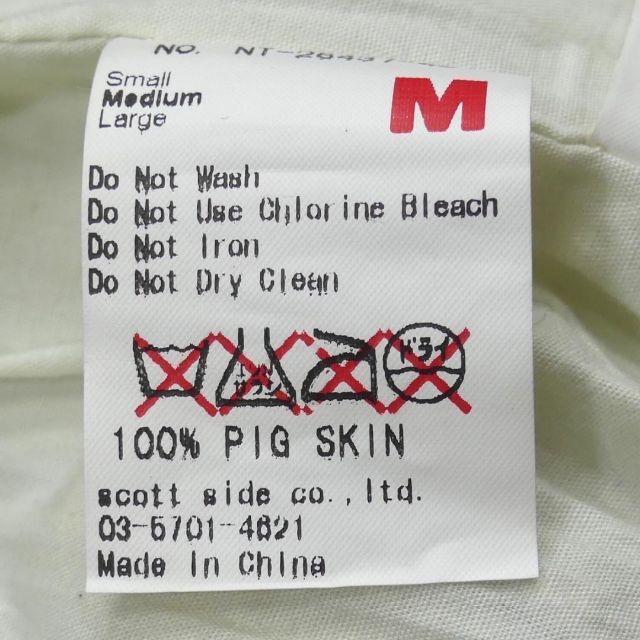 NO.
Small
Medium
Large
M
Do Not Wash
Do Not Use Chlorine Bleach
Do Not Iron
Do Not Dry Clean
ドライ
100% PIG SKIN
scott side co.,ltd.
03-5701-4621
Made in China